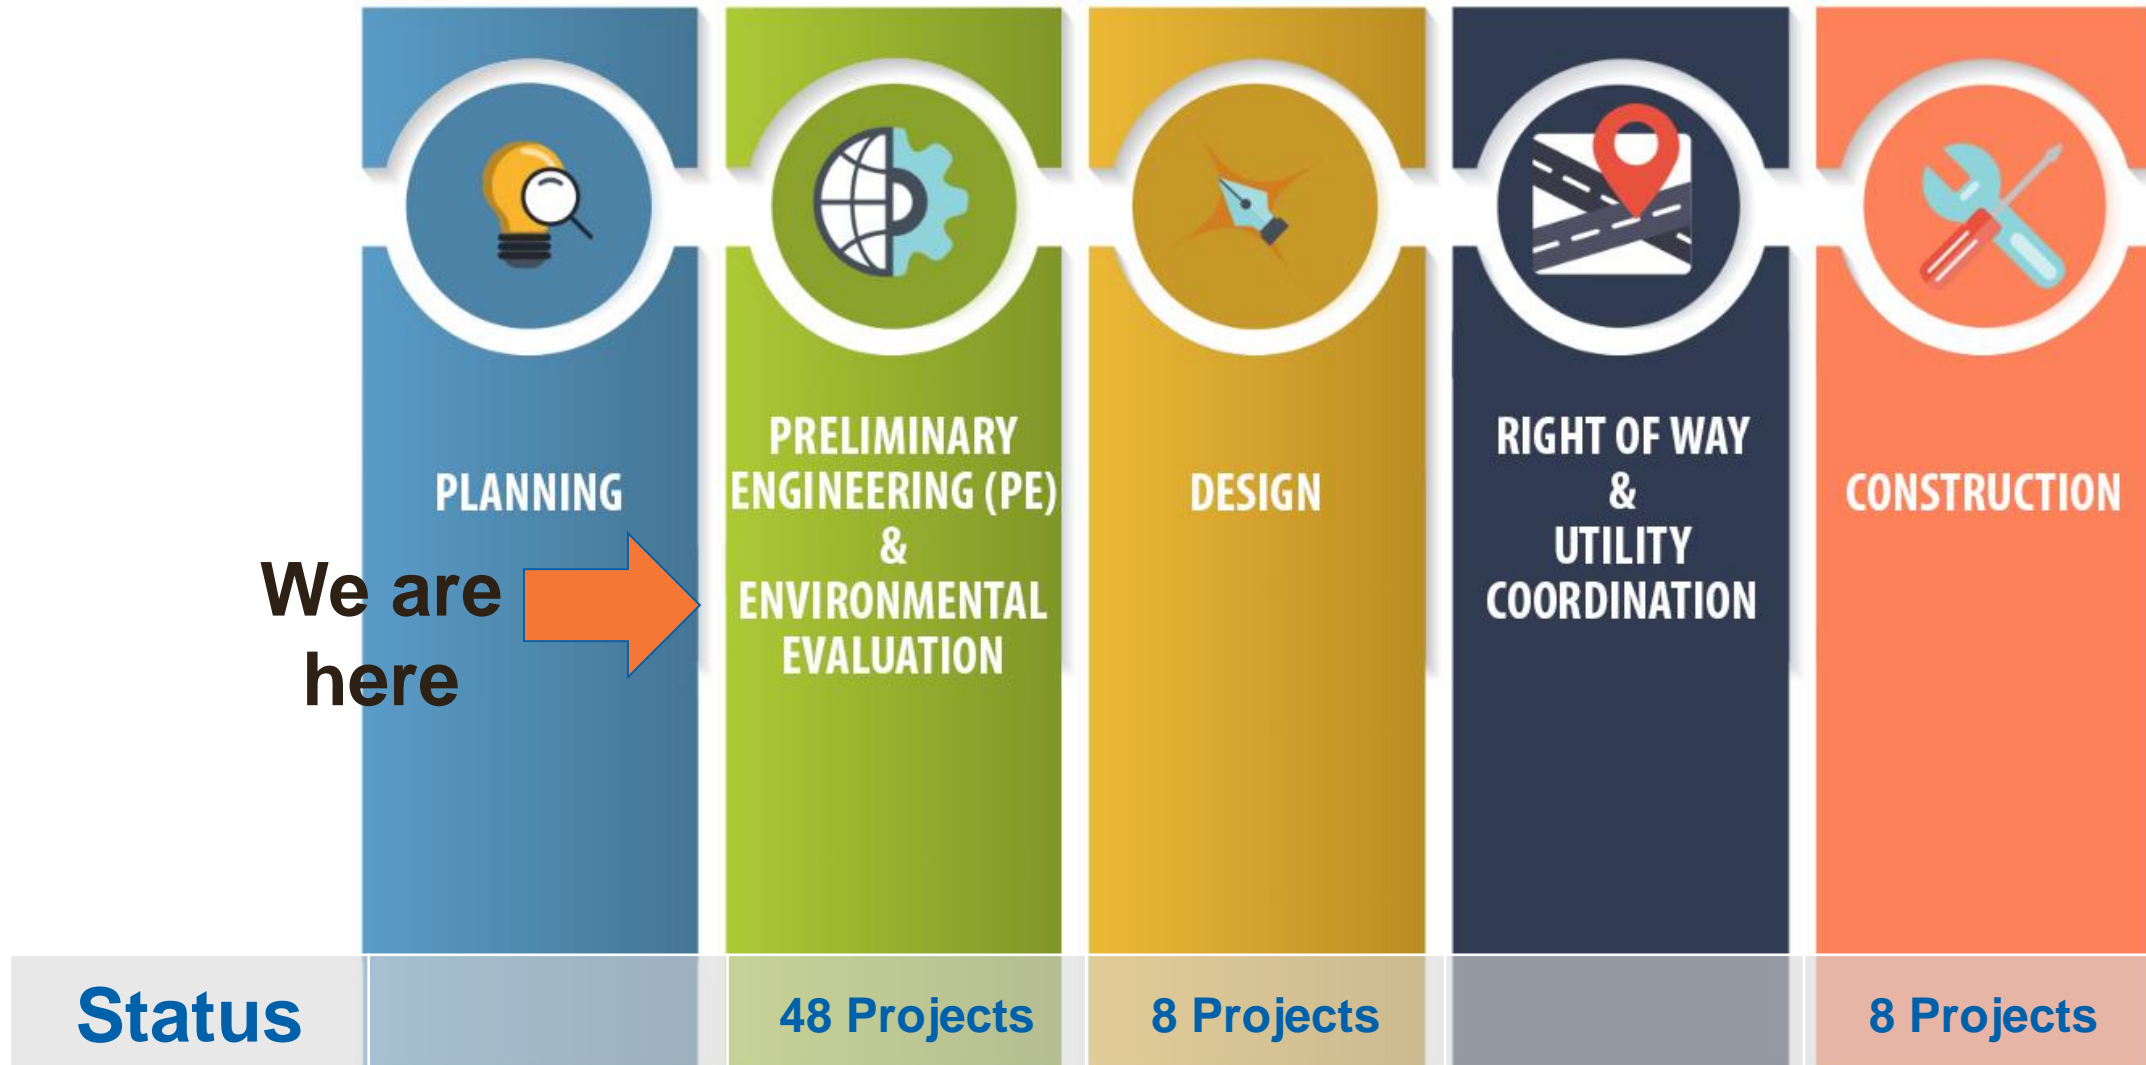 PLANNING
We are
here
PRELIMINARY
ENGINEERING (PE)
&
ENVIRONMENTAL
EVALUATION
DESIGN
RIGHT OF WAY
&
UTILITY
COORDINATION
CONSTRUCTION
Status
48 Projects
8 Projects
8 Projects